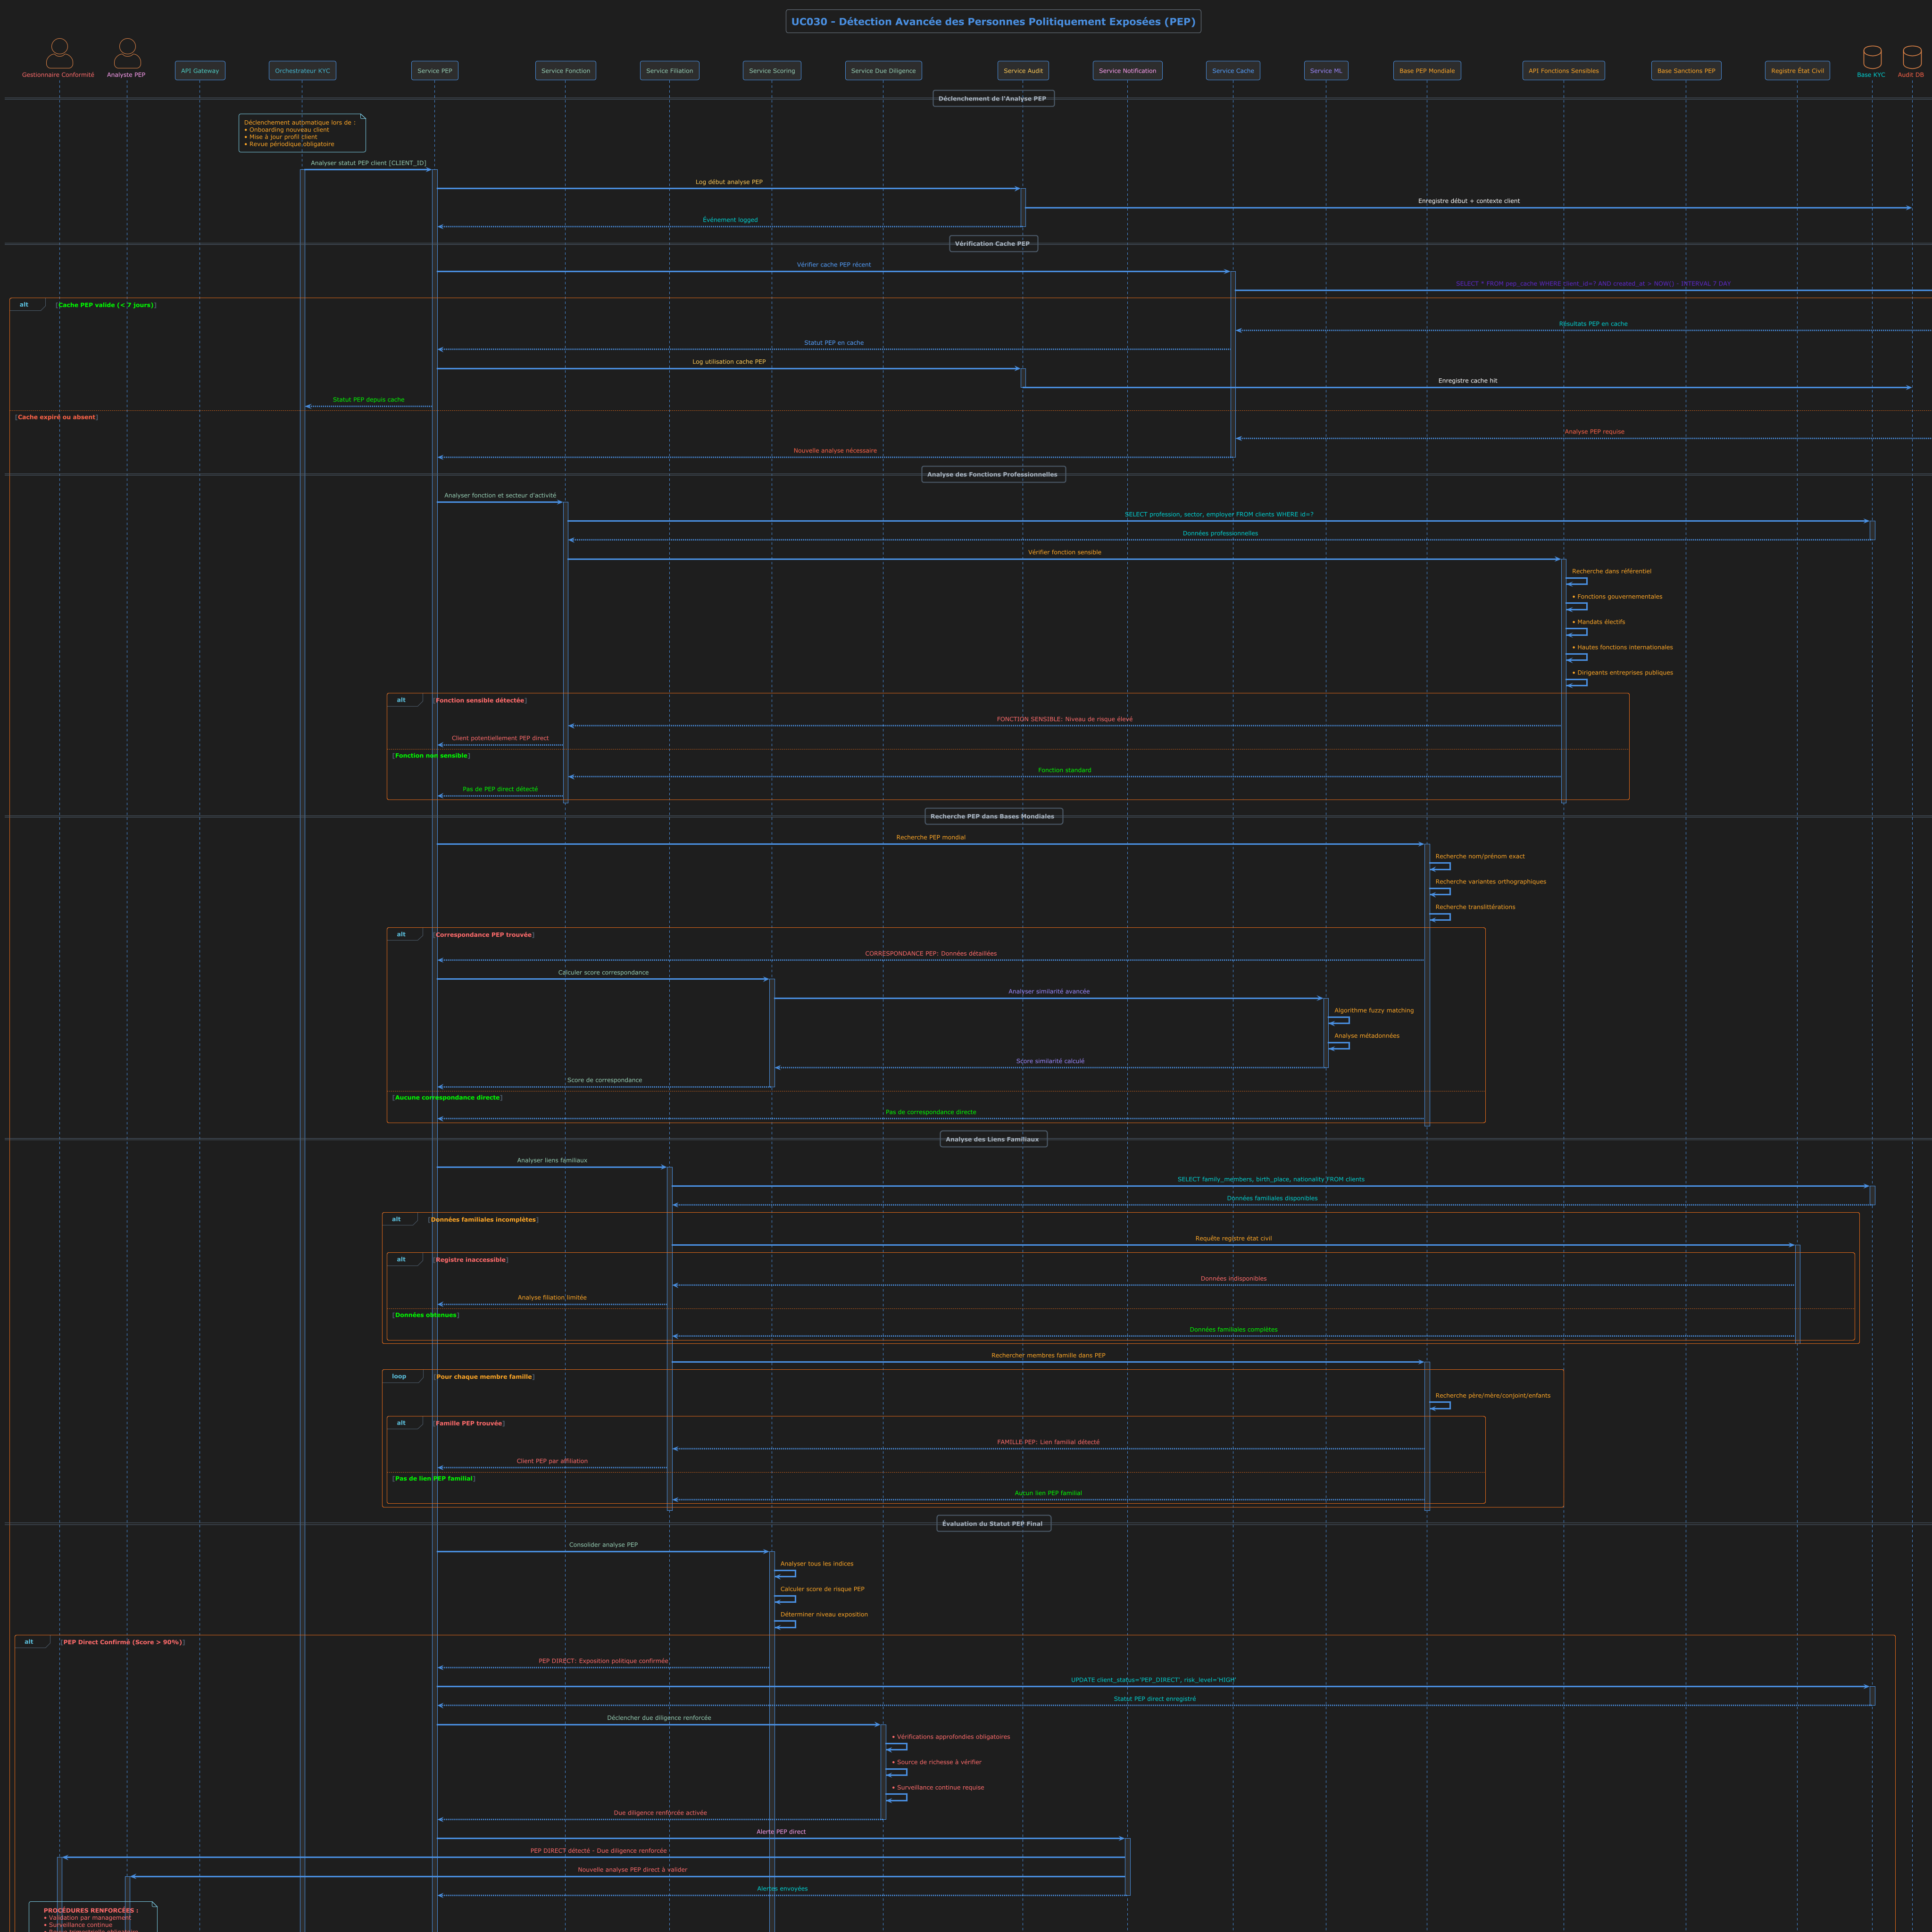 UC030 - Détection Avancée des Personnes Politiquement Exposées (PEP)
Gestionnaire Conformité
Analyste PEP
API Gateway
Orchestrateur KYC
Service PEP
Service Fonction
Service Filiation
Service Scoring
Service Due Diligence
Service Audit
Service Notification
Service Cache
Service ML
Base PEP Mondiale
API Fonctions Sensibles
Base Sanctions PEP
Registre État Civil
Base KYC
Audit DB
Déclenchement de l'Analyse PEP
Déclenchement automatique lors de :
• Onboarding nouveau client
• Mise à jour profil client
• Revue périodique obligatoire
Analyser statut PEP client [CLIENT_ID]
Log début analyse PEP
Enregistre début + contexte client
Événement logged
Vérification Cache PEP
Vérifier cache PEP récent
SELECT * FROM pep_cache WHERE client_id=? AND created_at > NOW() - INTERVAL 7 DAY
alt [Cache PEP valide (< 7 jours)]
Résultats PEP en cache
Statut PEP en cache
Log utilisation cache PEP
Enregistre cache hit
Statut PEP depuis cache
[Cache expiré ou absent]
Analyse PEP requise
Nouvelle analyse nécessaire
Analyse des Fonctions Professionnelles
Analyser fonction et secteur d'activité
SELECT profession, sector, employer FROM clients WHERE id=?
Données professionnelles
Vérifier fonction sensible
Recherche dans référentiel
• Fonctions gouvernementales
• Mandats électifs
• Hautes fonctions internationales
• Dirigeants entreprises publiques
alt [Fonction sensible détectée]
FONCTION SENSIBLE: Niveau de risque élevé
Client potentiellement PEP direct
[Fonction non sensible]
Fonction standard
Pas de PEP direct détecté
Recherche PEP dans Bases Mondiales
Recherche PEP mondial
Recherche nom/prénom exact
Recherche variantes orthographiques
Recherche translittérations
alt [Correspondance PEP trouvée]
CORRESPONDANCE PEP: Données détaillées
Calculer score correspondance
Analyser similarité avancée
Algorithme fuzzy matching
Analyse métadonnées
Score similarité calculé
Score de correspondance
[Aucune correspondance directe]
Pas de correspondance directe
Analyse des Liens Familiaux
Analyser liens familiaux
SELECT family_members, birth_place, nationality FROM clients
Données familiales disponibles
alt [Données familiales incomplètes]
Requête registre état civil
alt [Registre inaccessible]
Données indisponibles
Analyse filiation limitée
[Données obtenues]
Données familiales complètes
Rechercher membres famille dans PEP
loop [Pour chaque membre famille]
Recherche père/mère/conjoint/enfants
alt [Famille PEP trouvée]
FAMILLE PEP: Lien familial détecté
Client PEP par affiliation
[Pas de lien PEP familial]
Aucun lien PEP familial
Évaluation du Statut PEP Final
Consolider analyse PEP
Analyser tous les indices
Calculer score de risque PEP
Déterminer niveau exposition
alt [PEP Direct Confirmé (Score > 90%)]
PEP DIRECT: Exposition politique confirmée
UPDATE client_status='PEP_DIRECT', risk_level='HIGH'
Statut PEP direct enregistré
Déclencher due diligence renforcée
• Vérifications approfondies obligatoires
• Source de richesse à vérifier
• Surveillance continue requise
Due diligence renforcée activée
Alerte PEP direct
PEP DIRECT détecté - Due diligence renforcée
Nouvelle analyse PEP direct à valider
Alertes envoyées
PROCÉDURES RENFORCÉES :
• Validation par management
• Surveillance continue